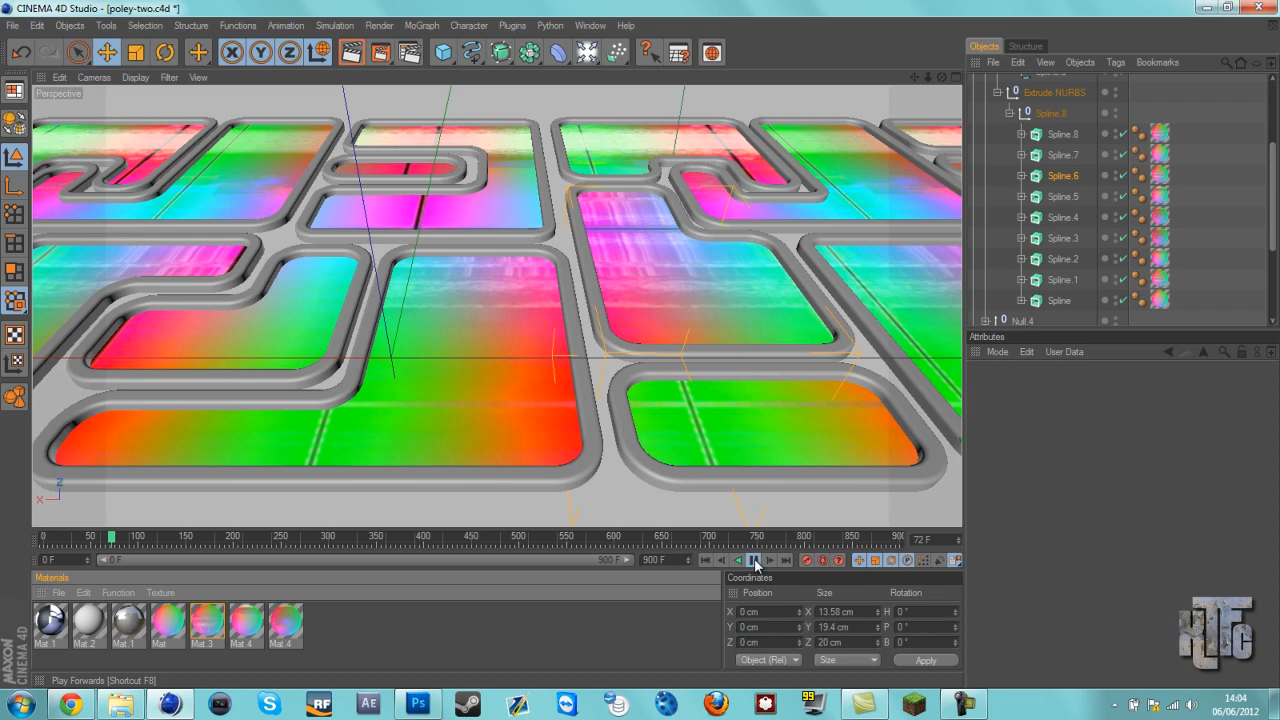 CINEMA 4D Studio - [poley-two.c4d *]
File Edit Objects Tools Selection Structure Functions Animation Simulation Render MoGraph Character Plugins Python Window Help
Objects Structure
File Edit View Objects Tags Bookmarks
Edit Cameras Display Filter View
Perspective
Extrude NURBS
Spline.8
Spline.8
Spline.7
Spline.6
Spline.5
Spline.4
Spline.3
Spline.2
Spline.1
Spline
Null.4
Attributes
Mode Edit User Data
Z
X
0 50 100 150 200 250 300 350 400 450 500 550 600 650 700 750 800 850 90
72 F
0 F 0 F 900 F 900 F
Materials
File Edit Function Texture
Mat.1 Mat.2 Mat.1 Mat Mat.3 Mat.4 Mat.4
Coordinates
Position Size Rotation
X 0 cm X 13.58 cm H 0 °
Y 0 cm Y 19.4 cm P 0 °
Z 0 cm Z 20 cm B 0 °
Object (Rel) Size Apply
MAXON
CINEMA 4D
Play Forwards [Shortcut F8]
RF Ae Ps 99
14:04
06/06/2012